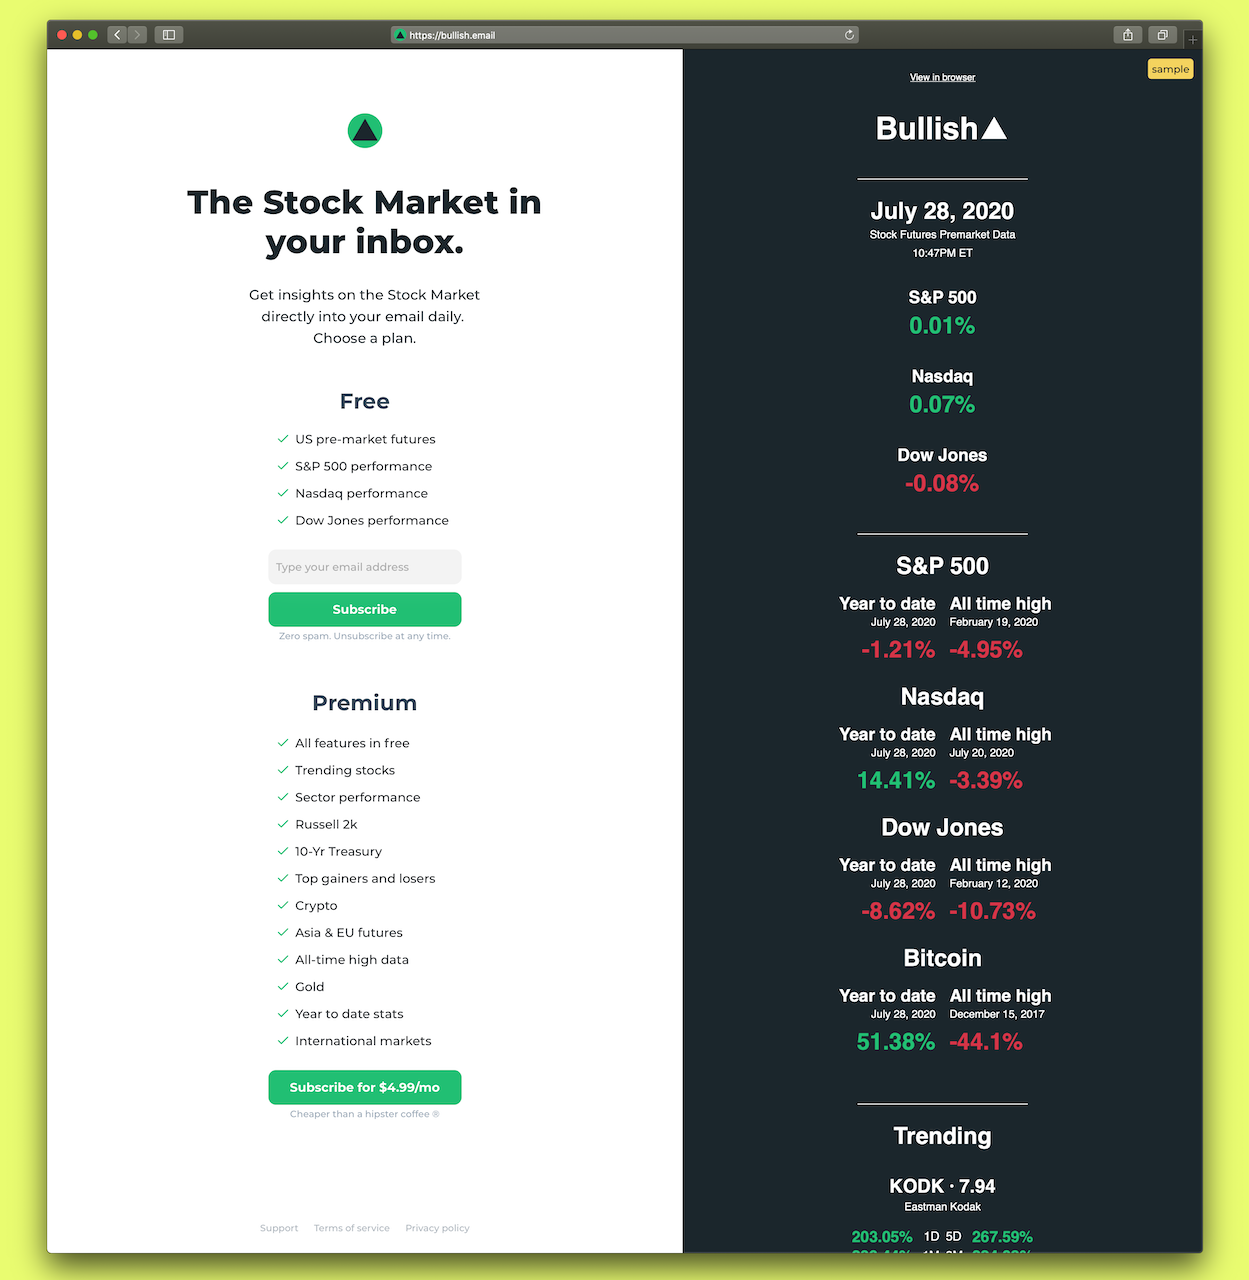 https://bullish.email
The Stock Market in
your inbox.
Get insights on the Stock Market
directly into your email daily.
Choose a plan.
Free
US pre-market futures
S&P 500 performance
Nasdaq performance
Dow Jones performance
Type your email address
Subscribe
Zero spam. Unsubscribe at any time.
Premium
All features in free
Trending stocks
Sector performance
Russell 2k
10-Yr Treasury
Top gainers and losers
Crypto
Asia & EU futures
All-time high data
Gold
Year to date stats
International markets
Subscribe for $4.99/mo
Cheaper than a hipster coffee ®
Support Terms of service Privacy policy
sample
View in browser
Bullish
July 28, 2020
Stock Futures Premarket Data
10:47PM ET
S&P 500
0.01%
Nasdaq
0.07%
Dow Jones
-0.08%
S&P 500
Year to date All time high
July 28, 2020 February 19, 2020
-1.21% -4.95%
Nasdaq
Year to date All time high
July 28, 2020 July 20, 2020
14.41% -3.39%
Dow Jones
Year to date All time high
July 28, 2020 February 12, 2020
-8.62% -10.73%
Bitcoin
Year to date All time high
July 28, 2020 December 15, 2017
51.38% -44.1%
Trending
KODK · 7.94
Eastman Kodak
203.05% 1D 5D 267.59%